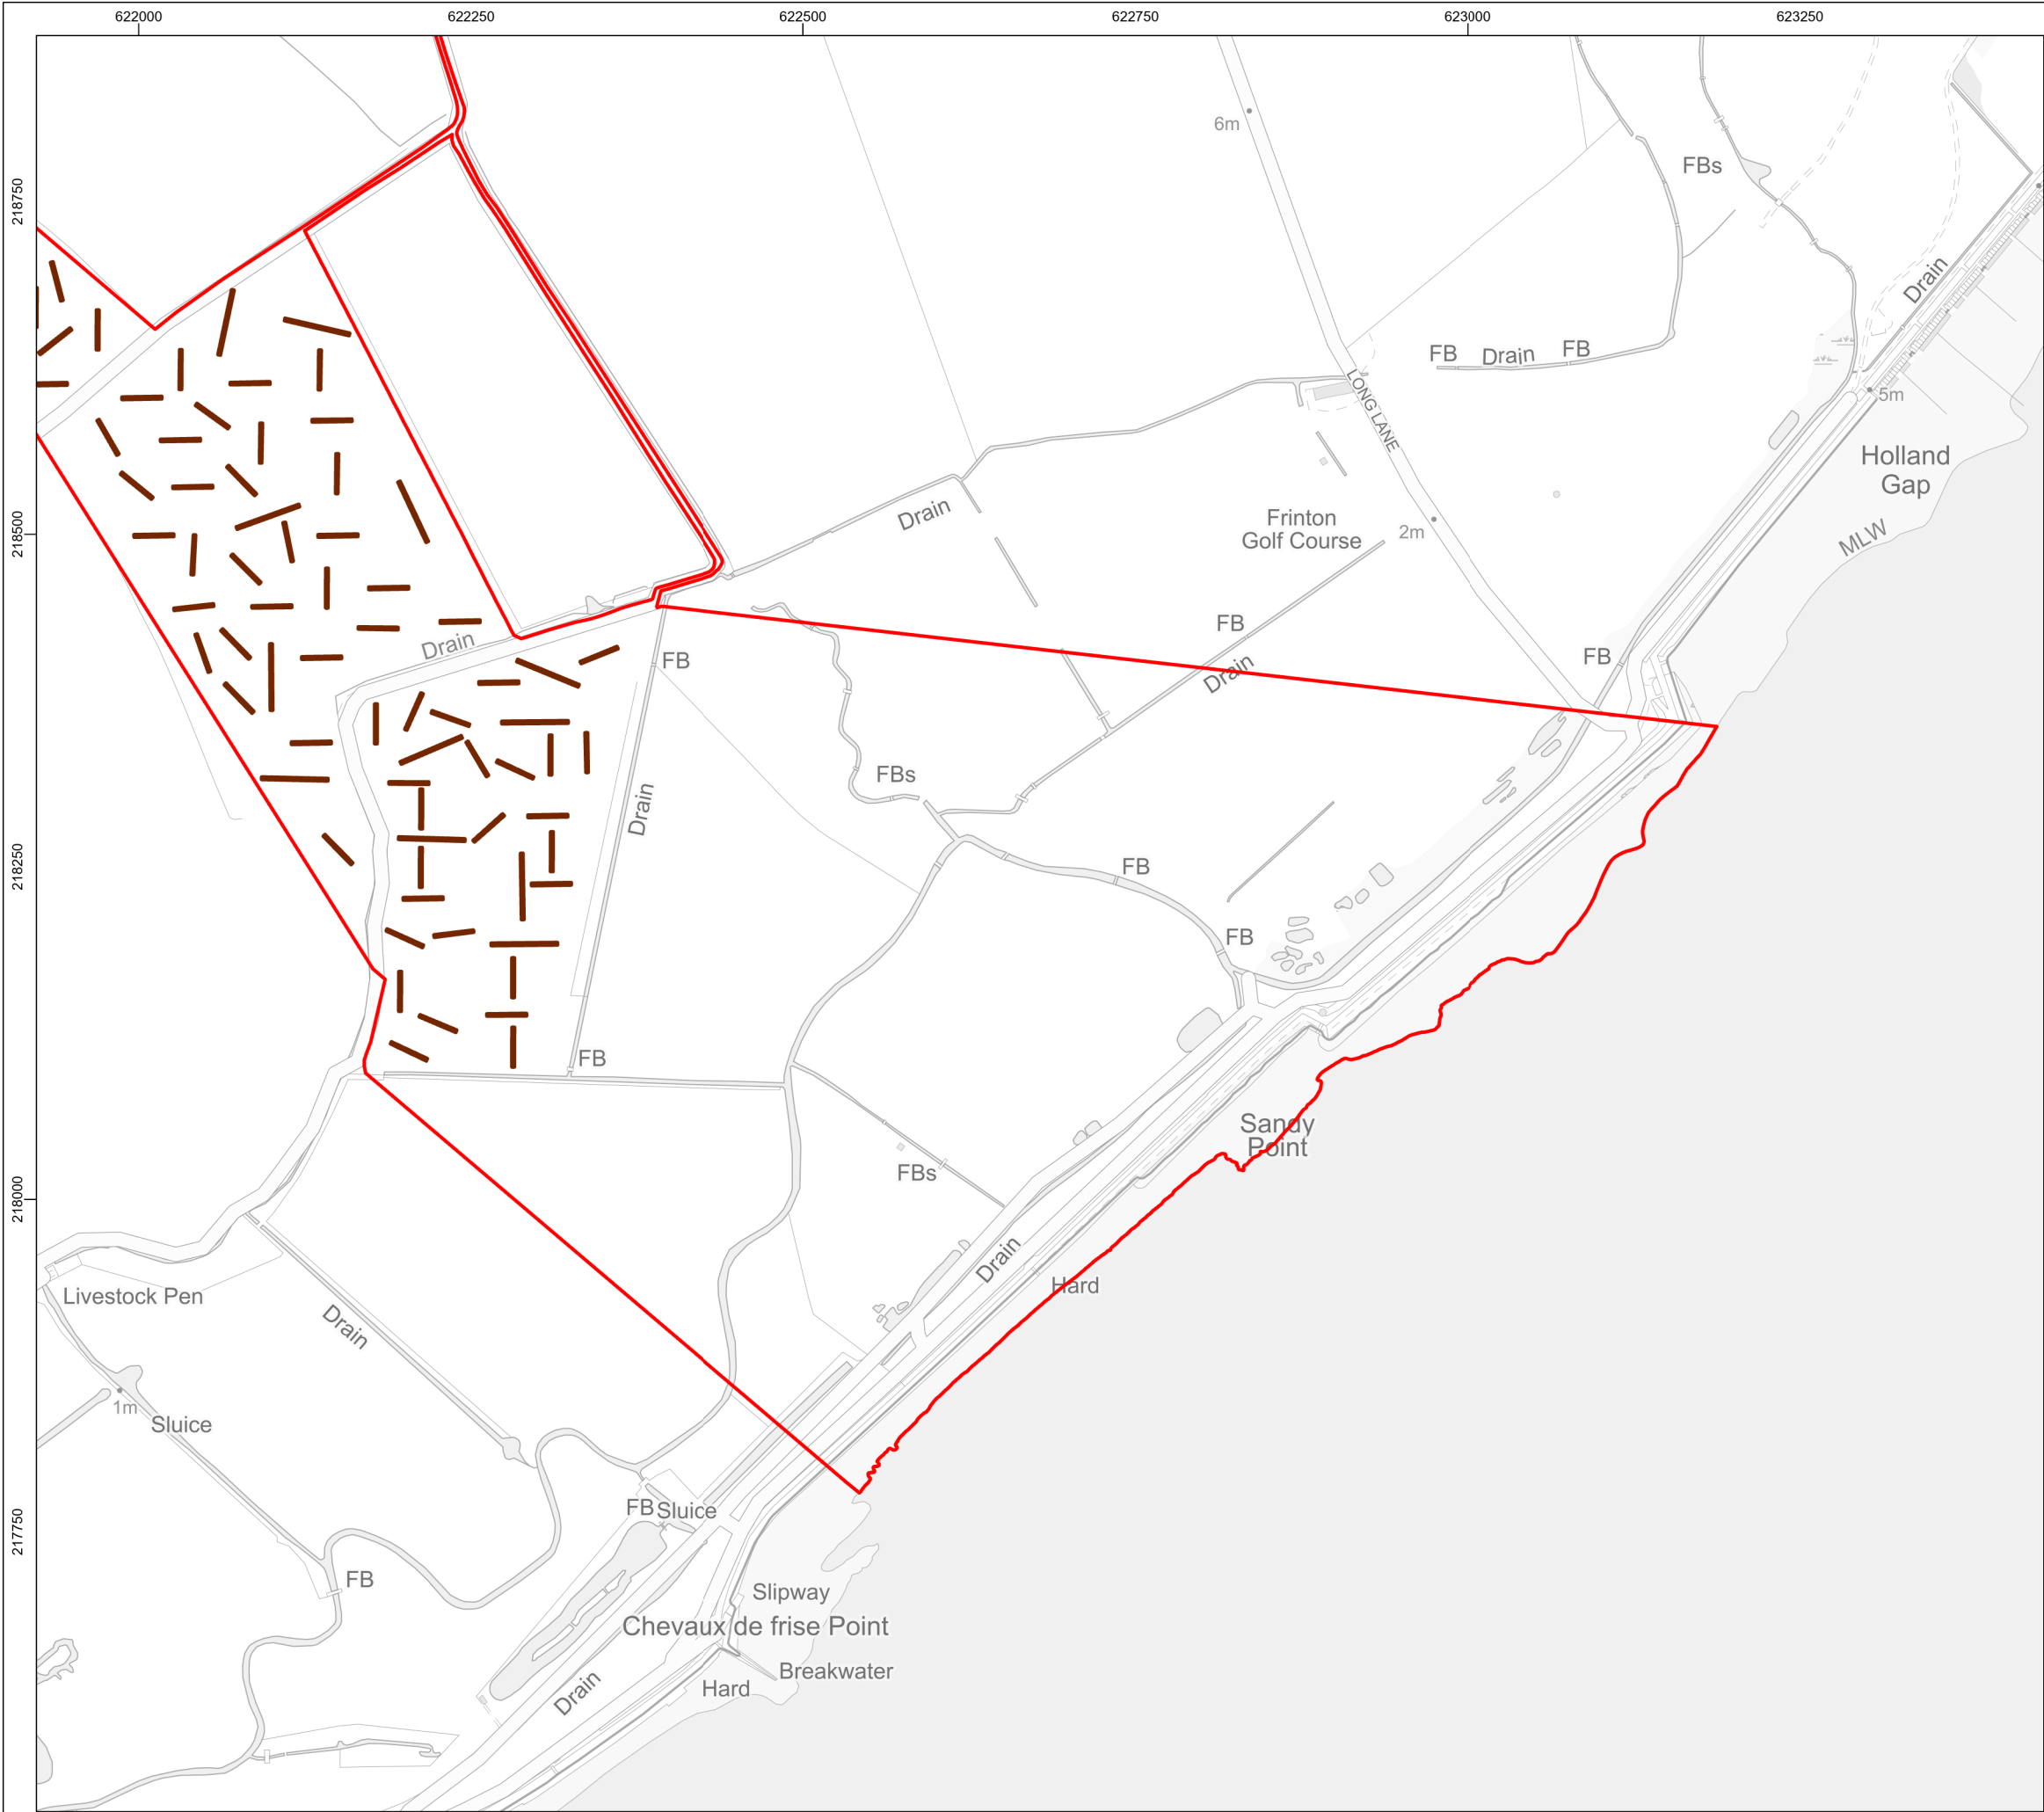 622000
622250
622500
622750
623000
623250
218750
218500
218250
218000
217750
6m
FBs
Drain
FB
Drain
FB
LONG LANE
5m
Holland
Gap
MLW
Drain
Frinton
Golf Course
2m
FB
FB
Drain
Drain
FB
Drain
FBs
FB
FB
FB
Sandy
Point
FBs
Drain
Hard
Livestock Pen
Drain
1m
Sluice
FB
Sluice
FB
Slipway
Chevaux de frise Point
Breakwater
Hard
Drain